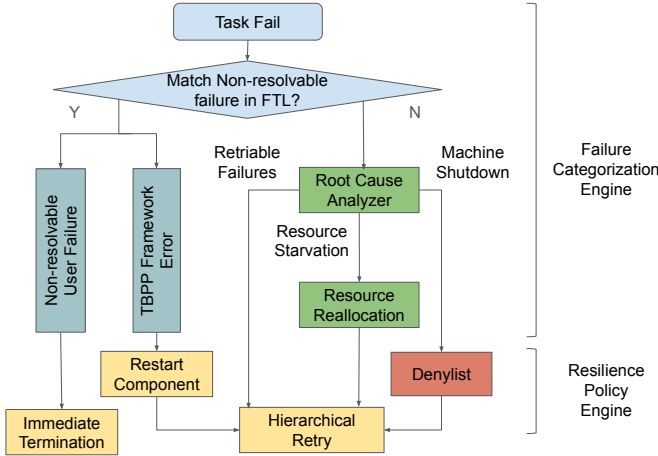 Task Fail
Match Non-resolvable
failure in FTL?
Y
N
Retriable
Failures
Machine
Shutdown
Failure
Categorization
Engine
Non-resolvable
User Failure
TBPP Framework
Error
Root Cause
Analyzer
Resource
Starvation
Resource
Reallocation
Restart
Component
Denylist
Resilience
Policy
Engine
Immediate
Termination
Hierarchical
Retry